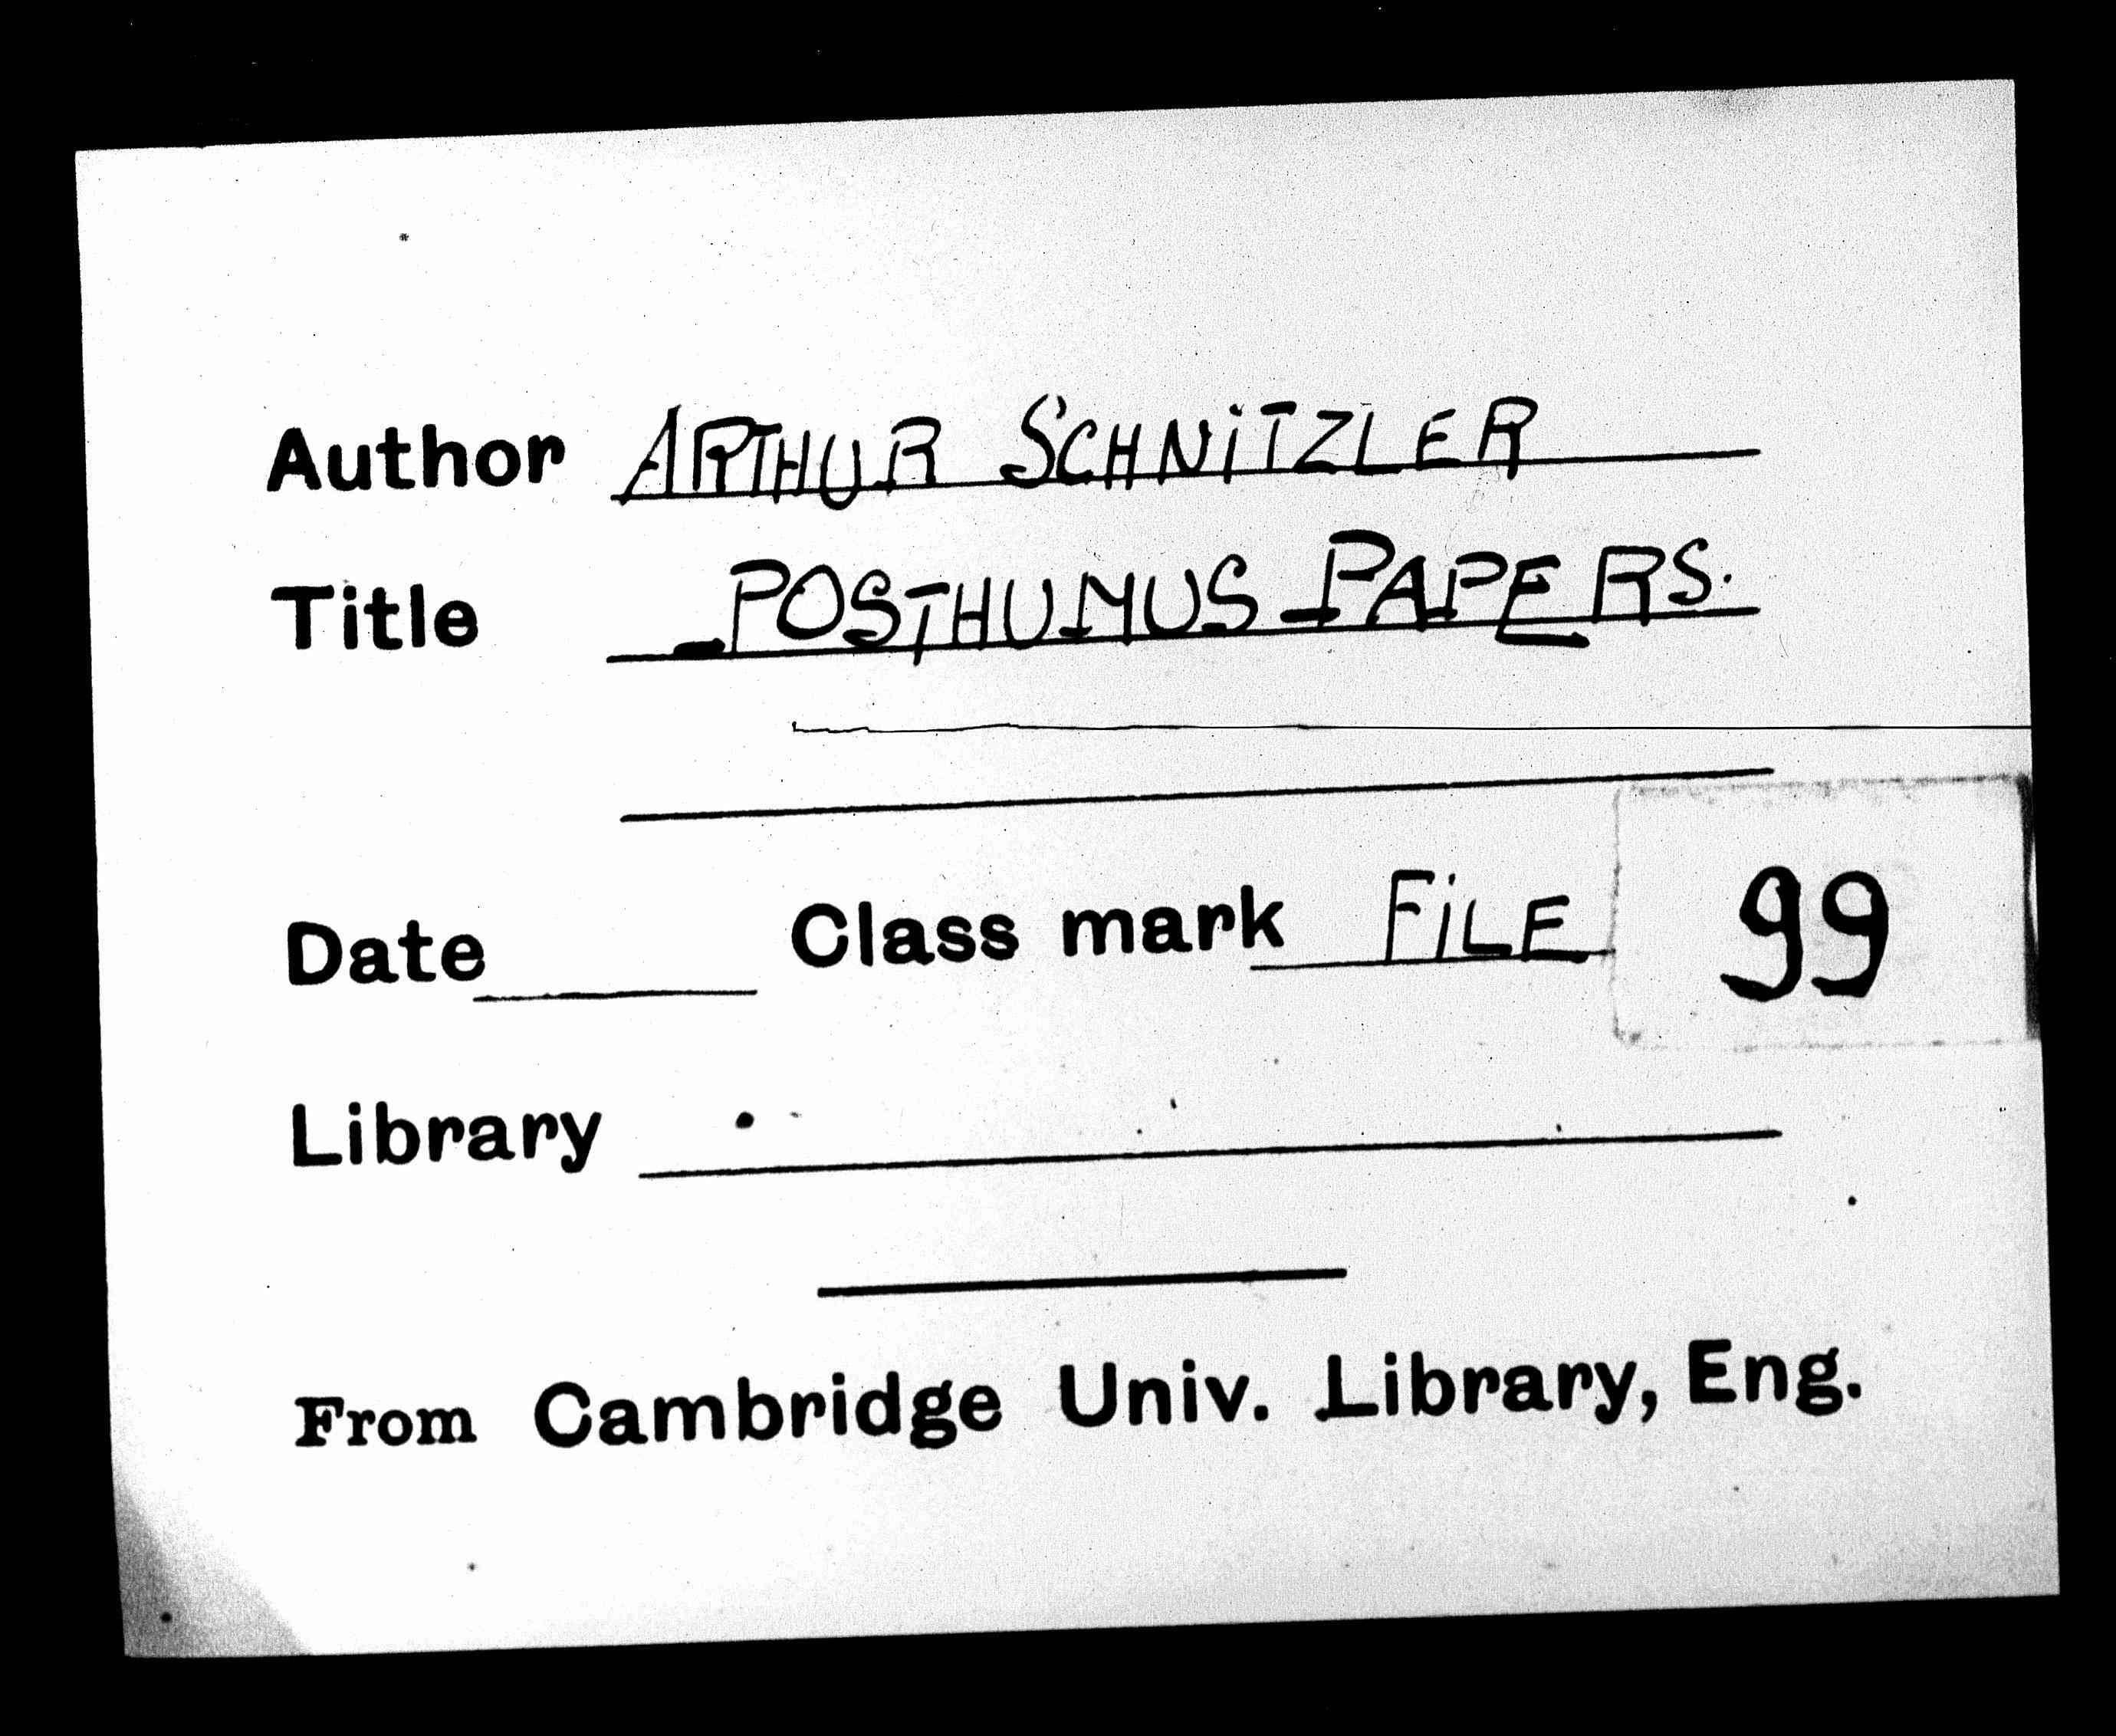 Author ARTHUR SCHNiTZLER
Title POSTHUMUS PAPERS.
Date Class mark FiLE 99
Library
From Cambridge Univ. Library, Eng.